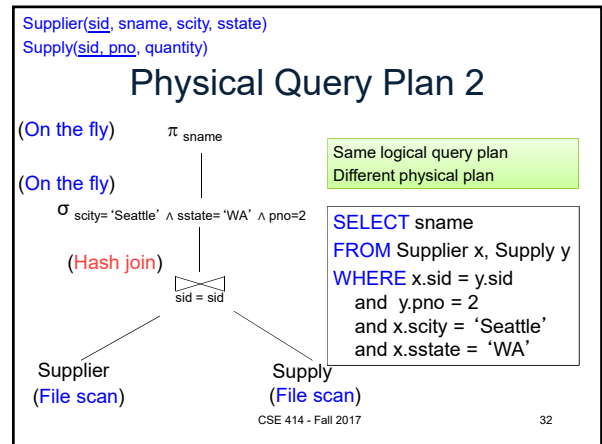 Supplier(sid, sname, scity, sstate)
Supply(sid, pno, quantity)
Physical Query Plan 2
(On the fly) π sname
Same logical query plan
Different physical plan
(On the fly)
σ scity= ‘Seattle’ ∧ sstate= ‘WA’ ∧ pno=2
SELECT sname
FROM Supplier x, Supply y
WHERE x.sid = y.sid
and y.pno = 2
and x.scity = ‘Seattle’
and x.sstate = ‘WA’
(Hash join)
sid = sid
Supplier
(File scan)
Supply
(File scan)
CSE 414 - Fall 2017 32